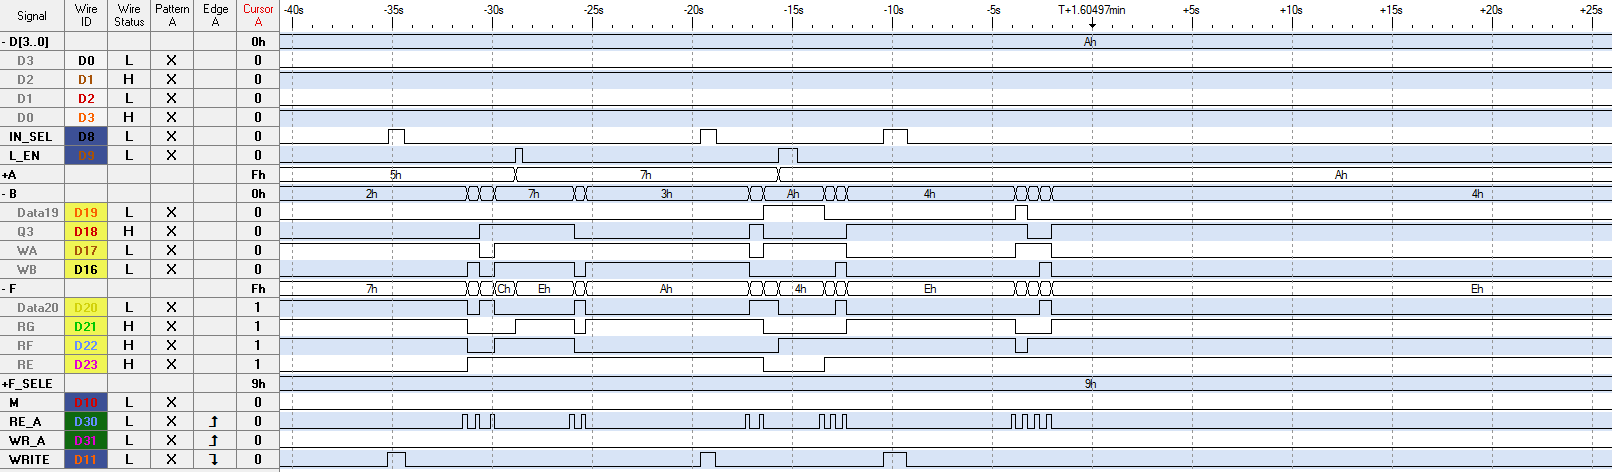 Signal Wire ID Wire Status Pattern A Edge A Cursor A -40s -35s -30s -25s -20s -15s -10s -5s T+1.60497min +5s +10s +15s +20s +25s
- D[3..0] 0h Ah
D3 D0 L X 0
D2 D1 H X 0
D1 D2 L X 0
D0 D3 H X 0
IN_SEL D8 L X 0
L_EN D9 L X 0
+A Fh 5h 7h Ah
- B 0h 2h 7h 3h Ah 4h 4h
Data19 D19 L X 0
Q3 D18 H X 0
WA D17 L X 0
WB D16 L X 0
- F Fh 7h Ch Eh Ah 4h Eh Eh
Data20 D20 L X 1
RG D21 H X 1
RF D22 H X 1
RE D23 H X 1
+F_SELE 9h 9h
M D10 L X 0
RE_A D30 L X 0
WR_A D31 L X 0
WRITE D11 L X 0